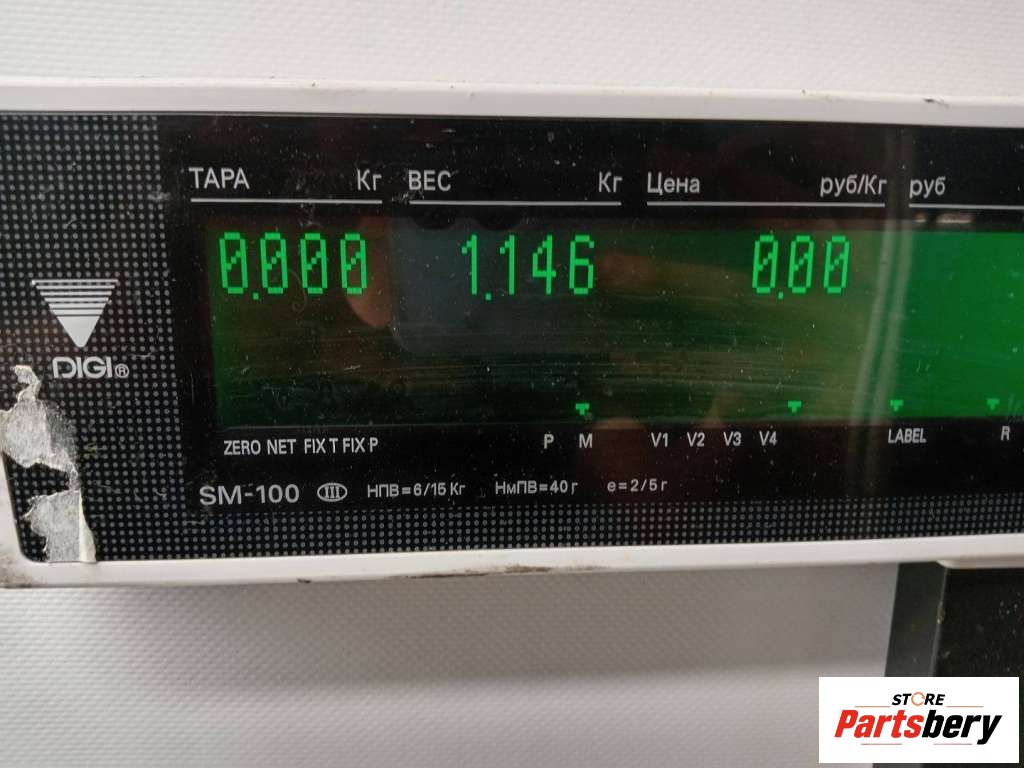 ТАРА Кг ВЕС Кг Цена руб/Кг руб
0.000 1.146 0.00
DIGI®
ZERO NET FIX T FIX P P M V1 V2 V3 V4 LABEL R
SM-100 III НПВ=6/15 Кг НмПВ=40 г e=2/5 г
STORE
Partsbery